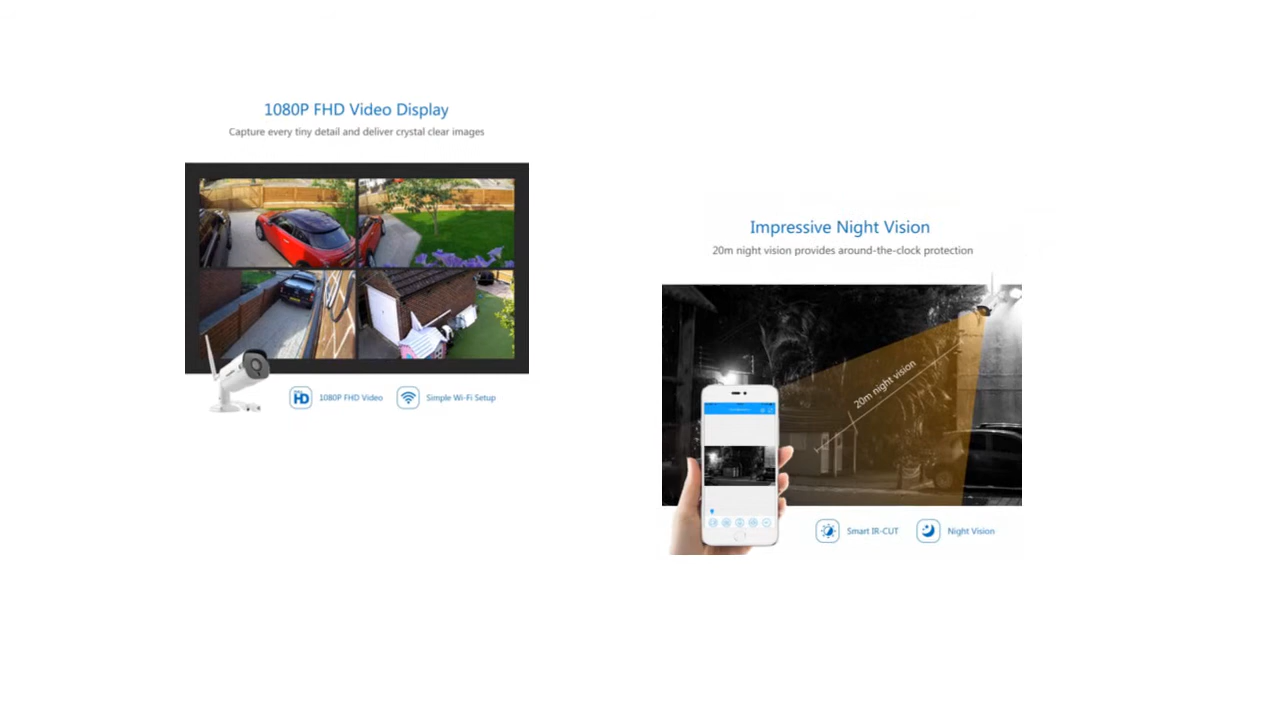 1080P FHD Video Display
Capture every tiny detail and deliver crystal clear images
HD
1080P FHD Video
Simple Wi-Fi Setup
Impressive Night Vision
20m night vision provides around-the-clock protection
20m night vision
Smart IR-CUT
Night Vision